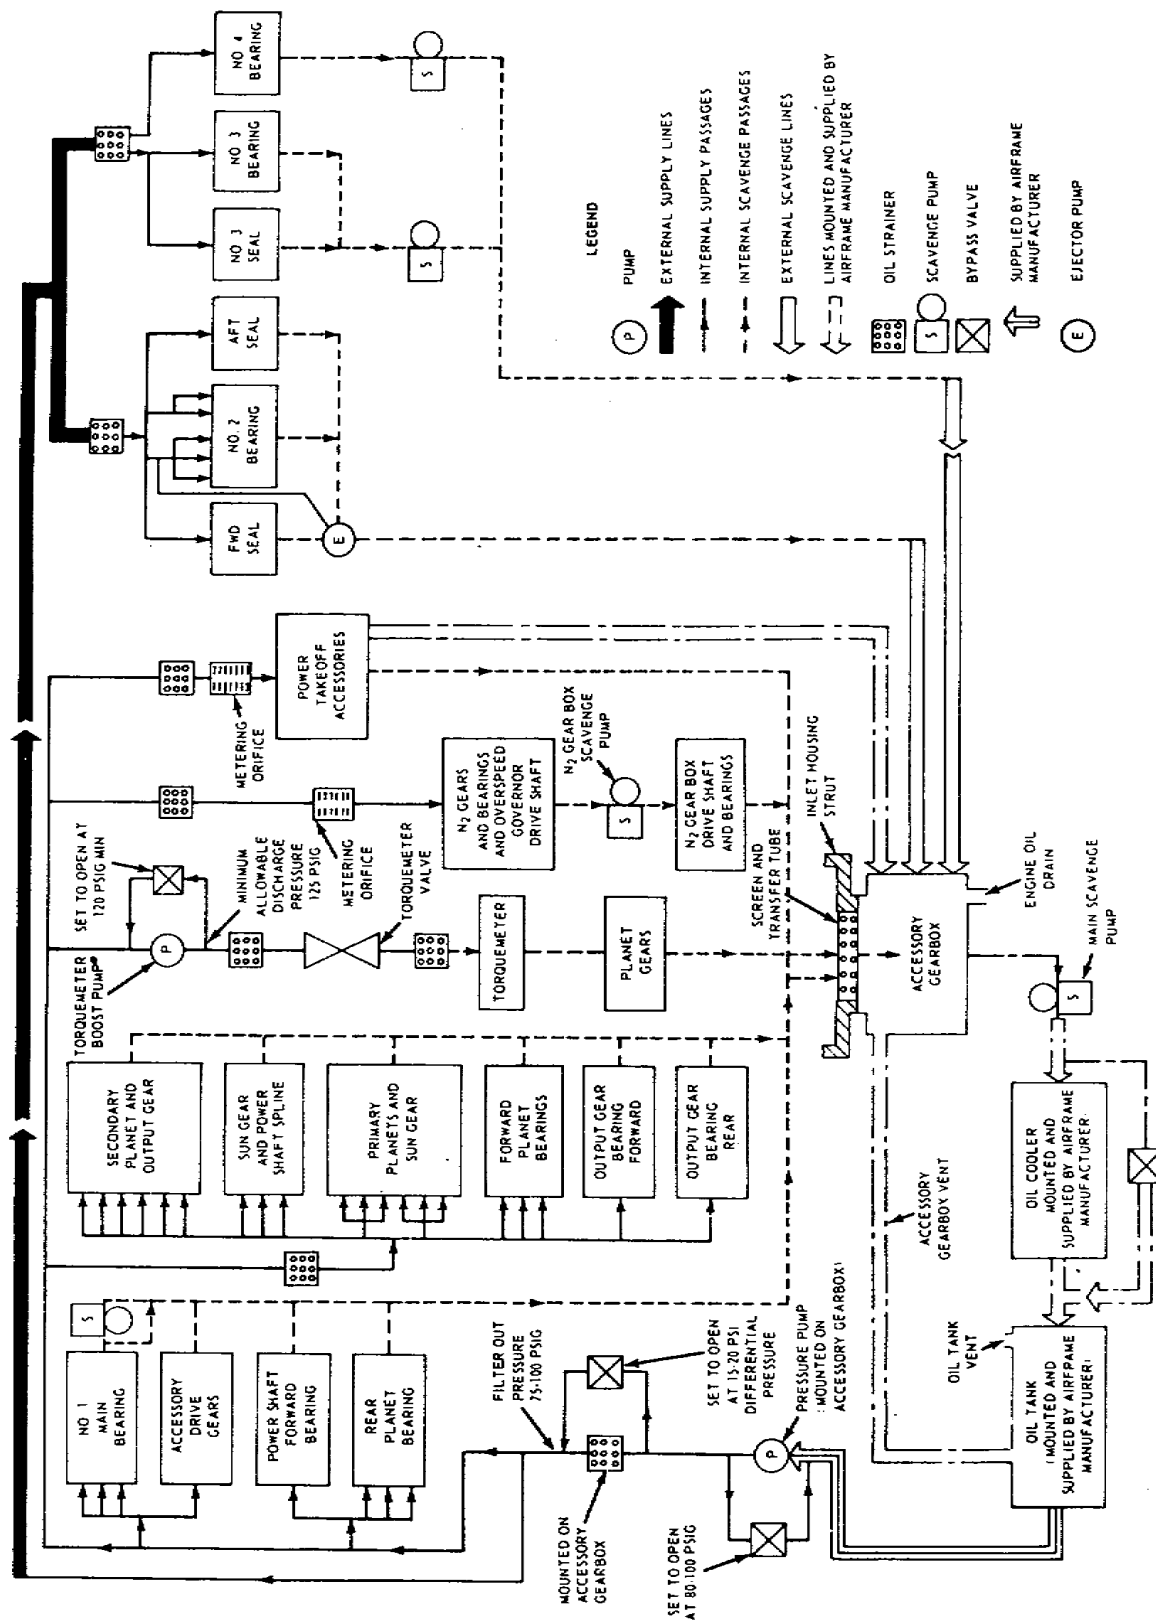 NO 1
MAIN
BEARING
S
ACCESSORY
DRIVE
GEARS
POWER SHAFT
FORWARD
BEARING
REAR
PLANET
BEARING
SECONDARY
PLANET AND
OUTPUT GEAR
SUN GEAR
AND POWER
SHAFT SPLINE
PRIMARY
PLANETS AND
SUN GEAR
FORWARD
PLANET
BEARINGS
OUTPUT GEAR
BEARING
FORWARD
OUTPUT GEAR
BEARING
REAR
TORQUEMETER
BOOST PUMP
P
SET TO OPEN AT
120 PSIG MIN
MINIMUM
ALLOWABLE
DISCHARGE
PRESSURE
125 PSIG
METERING
ORIFICE
TORQUEMETER
VALVE
TORQUEMETER
PLANET
GEARS
METERING
ORIFICE
POWER
TAKEOFF
ACCESSORIES
N2 GEARS
AND BEARINGS
AND OVERSPEED
GOVERNOR
DRIVE SHAFT
N2 GEAR BOX
SCAVENGE
PUMP
S
N2 GEAR BOX
DRIVE SHAFT
AND BEARINGS
FWD
SEAL
NO. 2
BEARING
AFT
SEAL
E
NO 3
SEAL
NO 3
BEARING
NO 4
BEARING
S
S
FILTER OUT
PRESSURE
75-100 PSIG
MOUNTED ON
ACCESSORY
GEARBOX
SET TO OPEN
AT 15-20 PSI
DIFFERENTIAL
PRESSURE
SET TO OPEN
AT 80-100 PSIG
P
PRESSURE PUMP
(MOUNTED ON
ACCESSORY GEARBOX)
SCREEN AND
TRANSFER TUBE
INLET HOUSING
STRUT
ACCESSORY
GEARBOX
ACCESSORY
GEARBOX VENT
ENGINE OIL
DRAIN
MAIN SCAVENGE
PUMP
S
OIL COOLER
MOUNTED AND
SUPPLIED BY AIRFRAME
MANUFACTURER
OIL TANK
VENT
OIL TANK
(MOUNTED AND
SUPPLIED BY AIRFPAME
MANUFACTURER)
LEGEND
P PUMP
EXTERNAL SUPPLY LINES
INTERNAL SUPPLY PASSAGES
INTERNAL SCAVENGE PASSAGES
EXTERNAL SCAVENGE LINES
LINES MOUNTED AND SUPPLIED BY
AIRFRAME MANUFACTURER
OIL STRAINER
S SCAVENGE PUMP
BYPASS VALVE
SUPPLIED BY AIRFRAME
MANUFACTURER
E EJECTOR PUMP